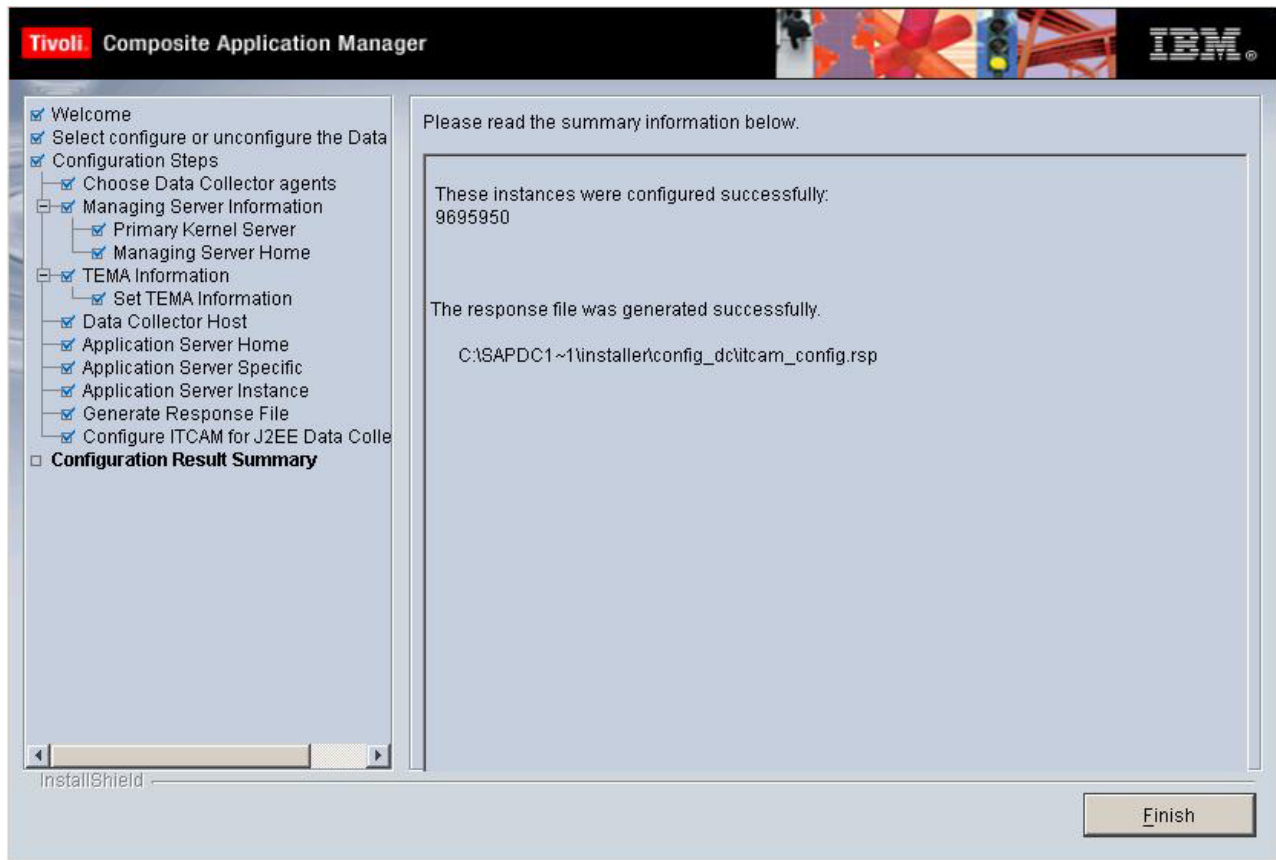 Tivoli. Composite Application Manager
IBM®
Welcome
Select configure or unconfigure the Data
Configuration Steps
Choose Data Collector agents
Managing Server Information
Primary Kernel Server
Managing Server Home
TEMA Information
Set TEMA Information
Data Collector Host
Application Server Home
Application Server Specific
Application Server Instance
Generate Response File
Configure ITCAM for J2EE Data Colle
Configuration Result Summary
Please read the summary information below.
These instances were configured successfully:
9695950
The response file was generated successfully.
C:\SAPDC1~1\installer\config_dc\itcam_config.rsp
InstallShield
Finish